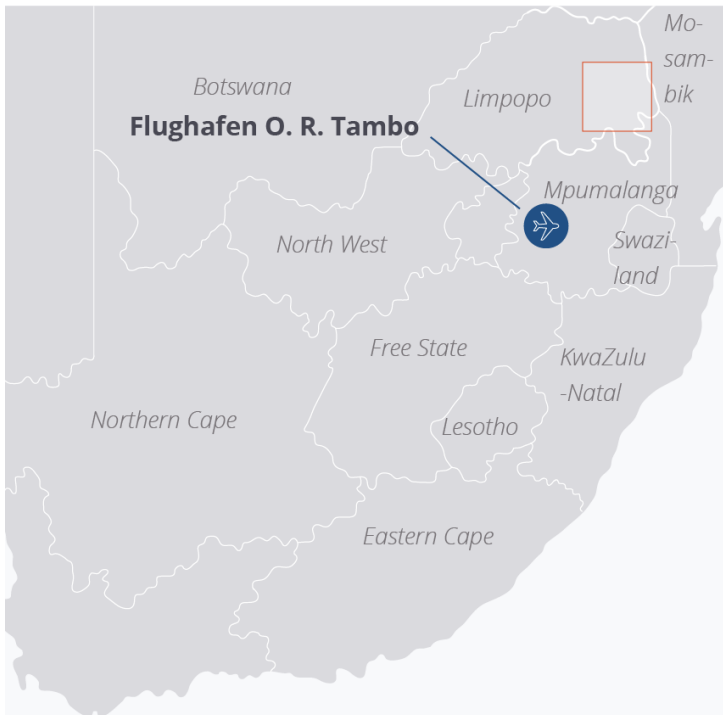 Mo-
sam-
bik
Botswana
Limpopo
Flughafen O. R. Tambo
Mpumalanga
North West
Swazi-
land
Free State
KwaZulu
-Natal
Northern Cape
Lesotho
Eastern Cape